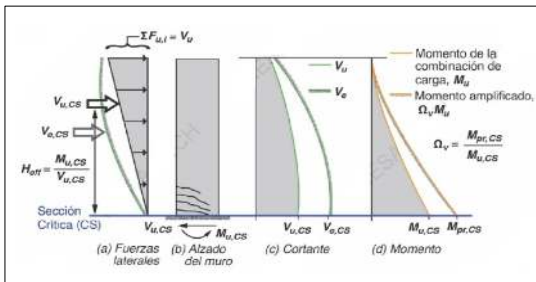 ΣF_u,i = V_u
V_u,CS
V_e,CS
H_eff = M_u,CS / V_u,CS
Sección
Crítica (CS)
V_u,CS
M_u,CS
(a) Fuerzas
laterales
(b) Alzado
del muro
V_u
V_e
V_u,CS V_e,CS
(c) Cortante
Momento de la
combinación de
carga, M_u
Momento amplificado,
Ω_v M_u
Ω_v = M_pr,CS / M_u,CS
M_u,CS M_pr,CS
(d) Momento